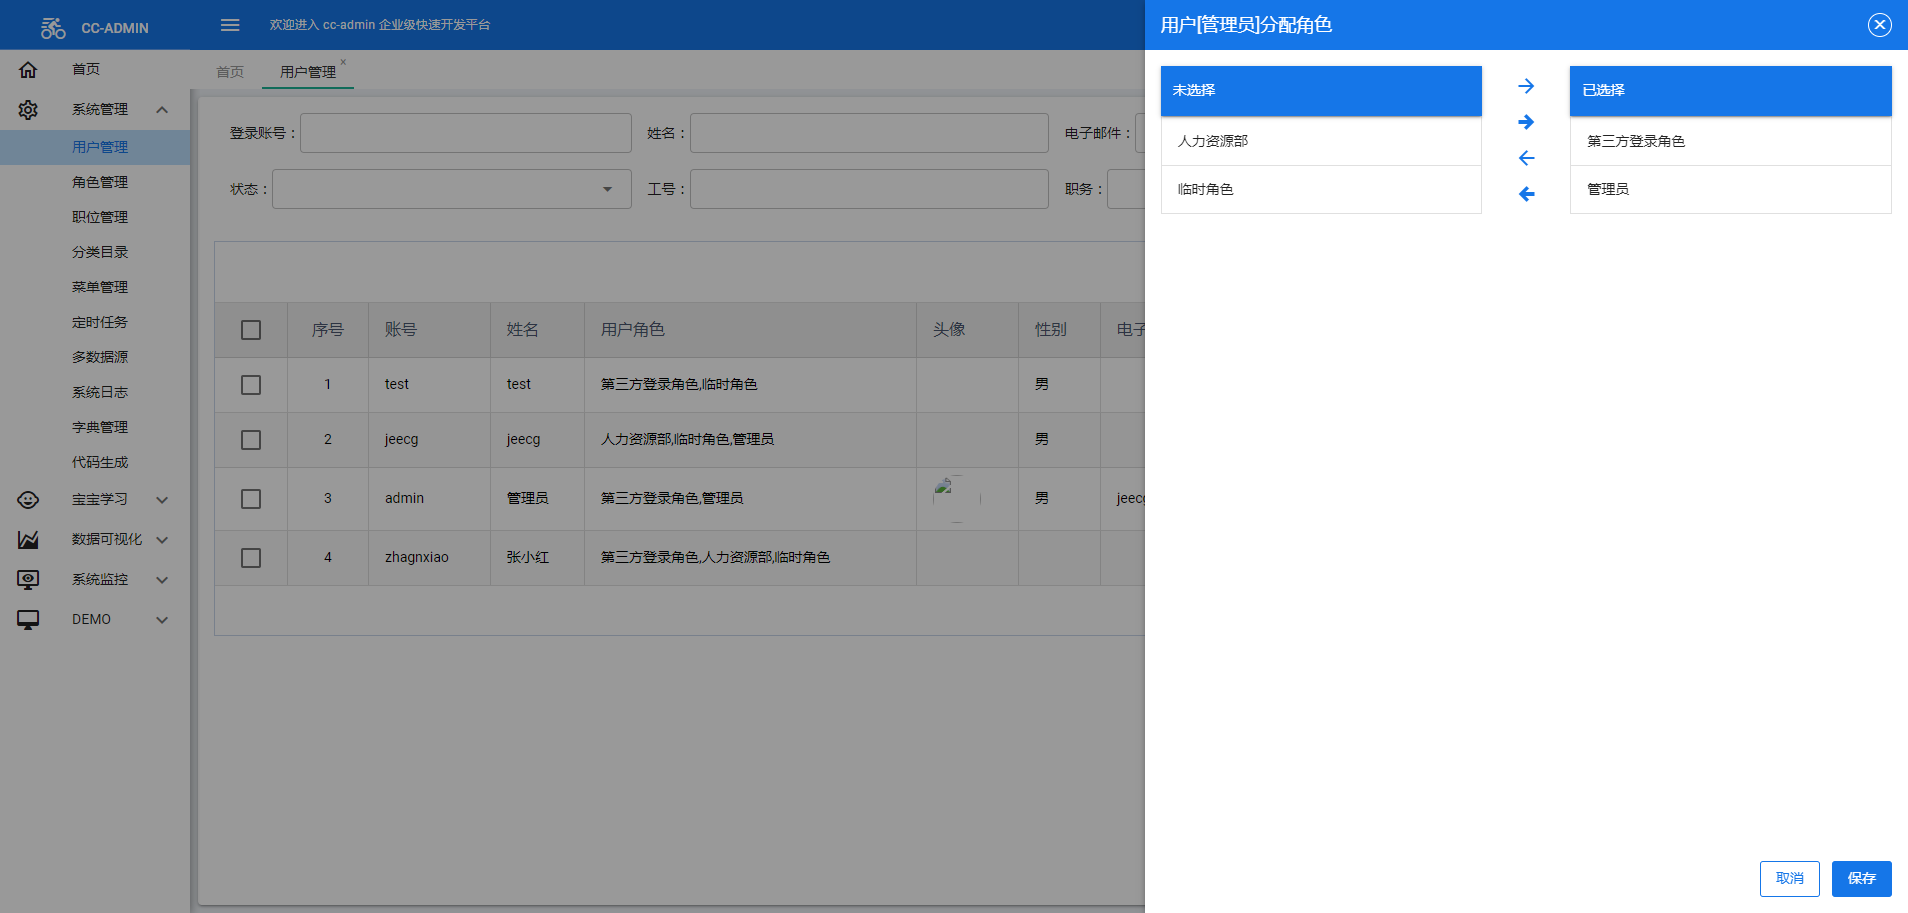 CC-ADMIN
欢迎进入 cc-admin 企业级快速开发平台
首页
系统管理
用户管理
角色管理
职位管理
分类目录
菜单管理
定时任务
多数据源
系统日志
字典管理
代码生成
宝宝学习
数据可视化
系统监控
DEMO
首页 用户管理 ×
登录账号： 姓名： 电子邮件：
状态： 工号： 职务：
序号 账号 姓名 用户角色 头像 性别 电子
1 test test 第三方登录角色,临时角色 男
2 jeecg jeecg 人力资源部,临时角色,管理员 男
3 admin 管理员 第三方登录角色,管理员 男 jeec
4 zhagnxiao 张小红 第三方登录角色,人力资源部,临时角色
用户[管理员]分配角色
未选择
人力资源部
临时角色
已选择
第三方登录角色
管理员
取消 保存